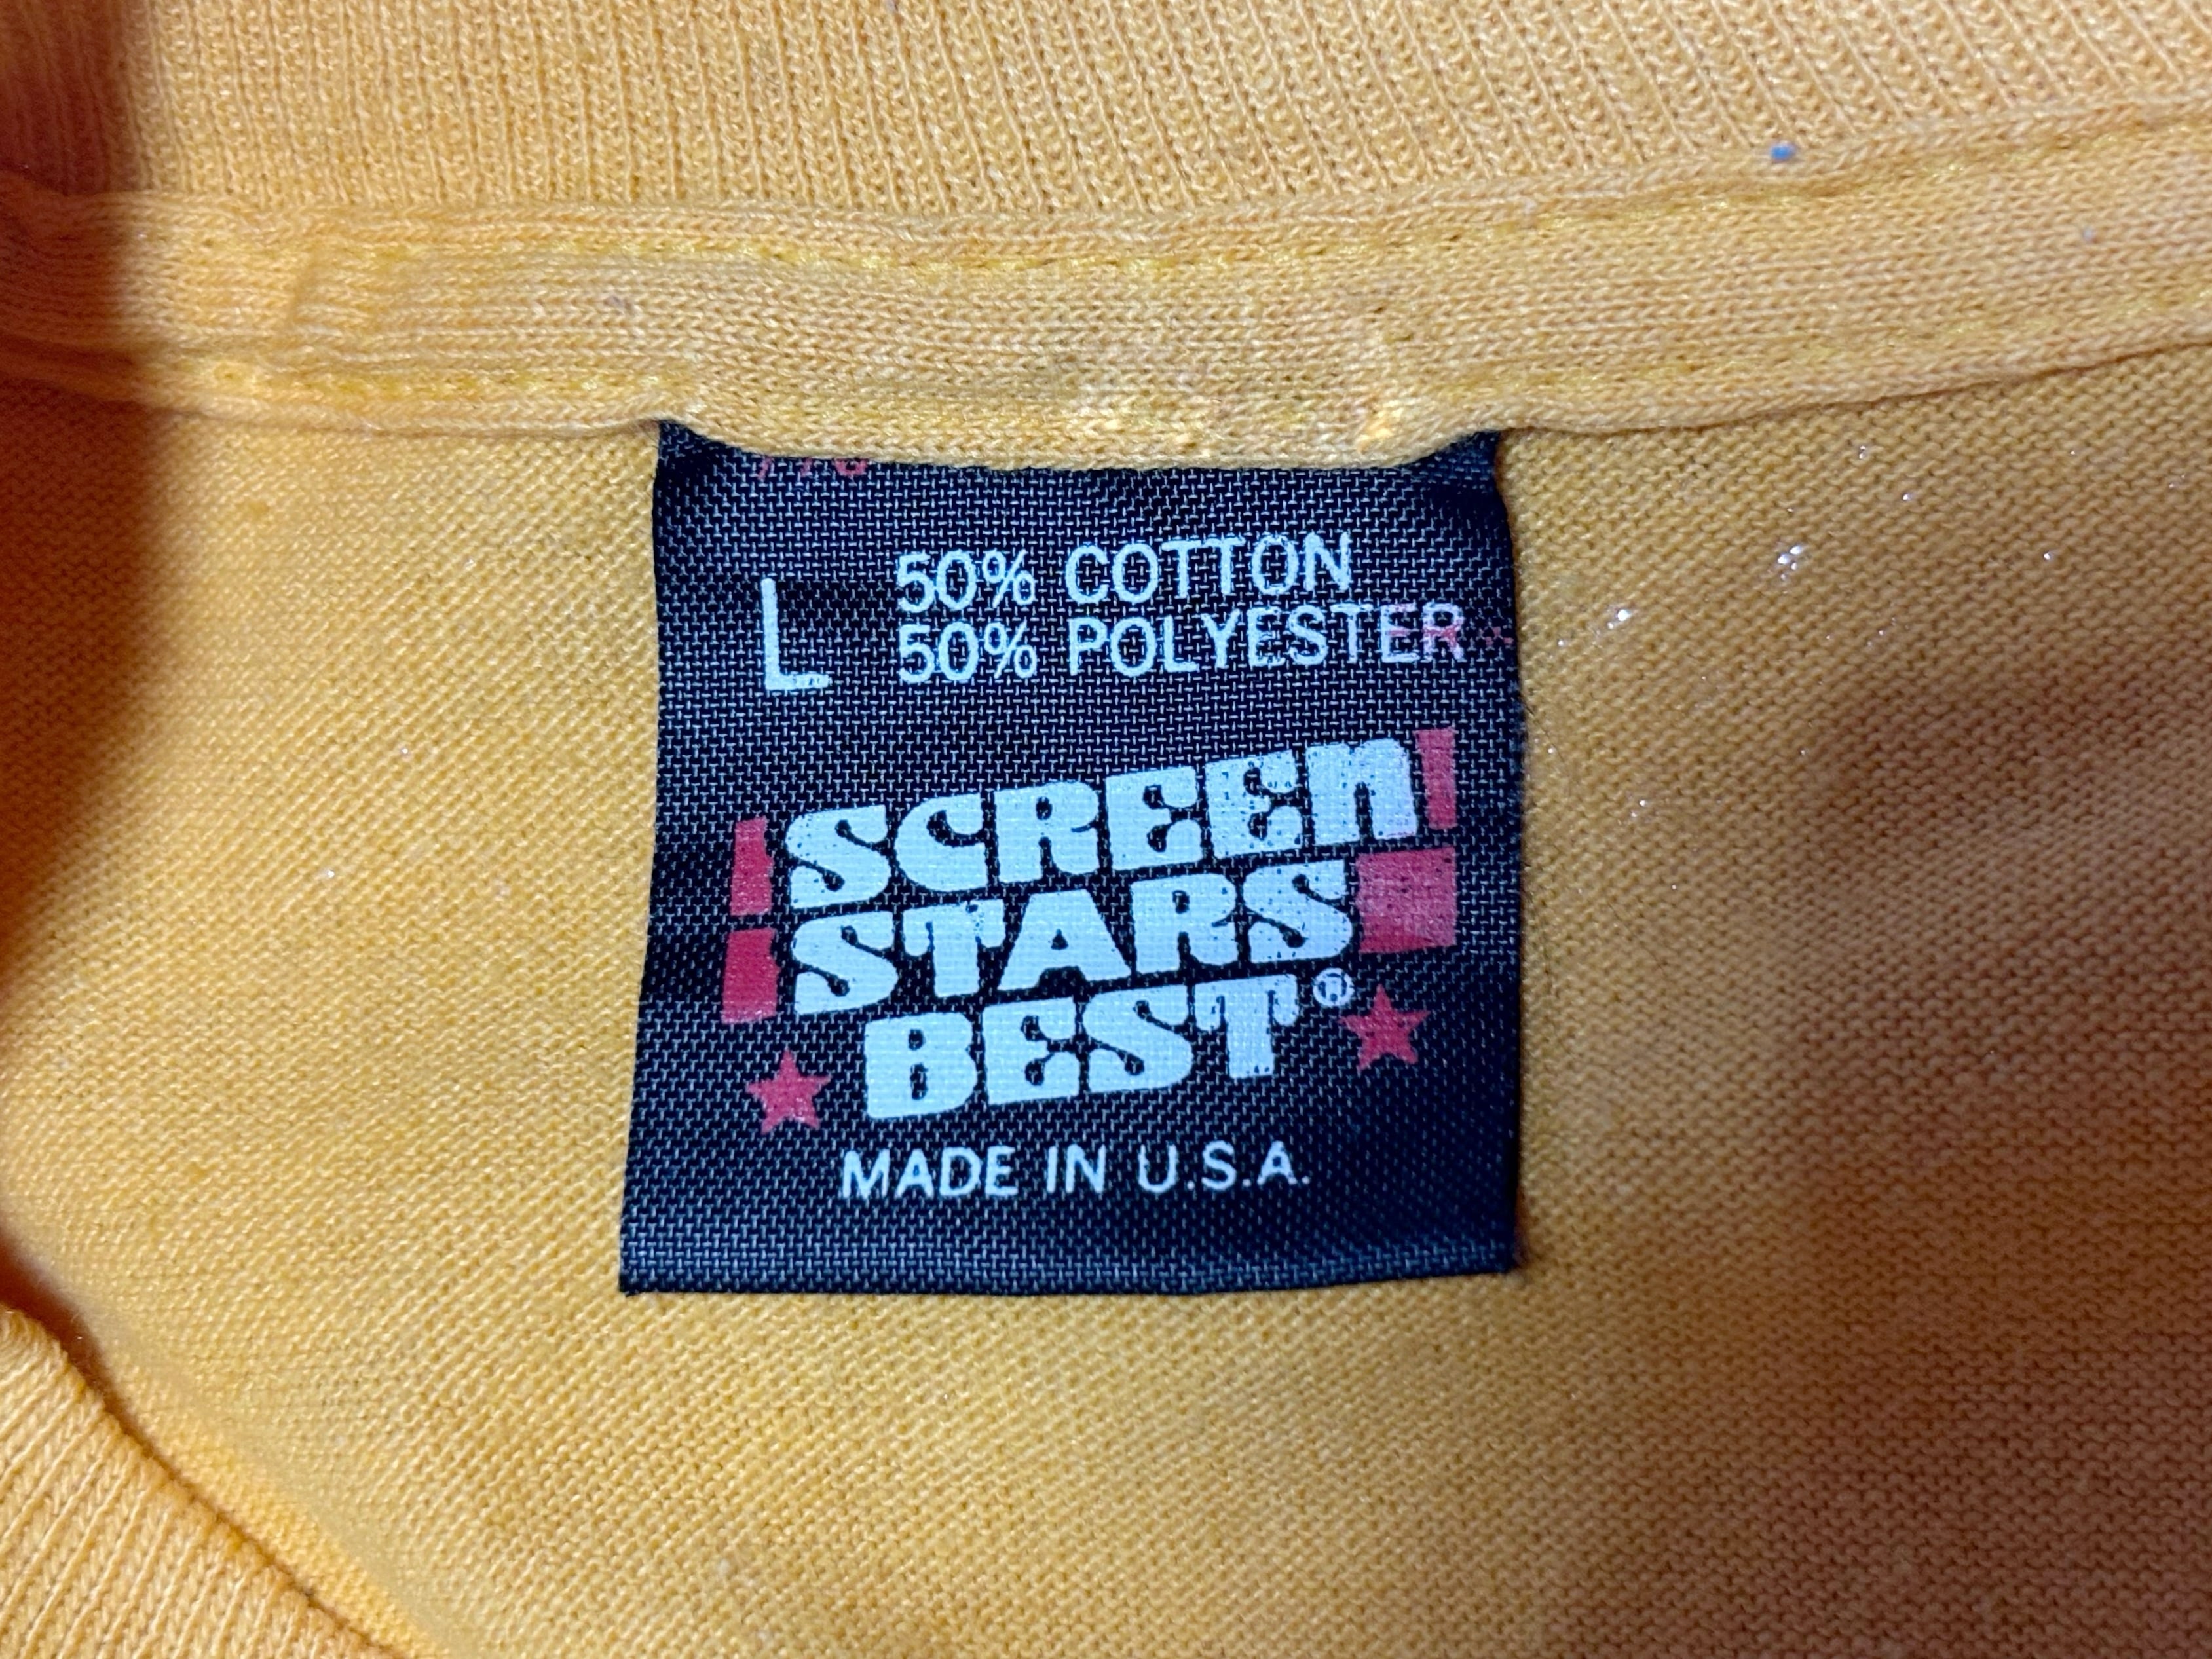 L
50% COTTON
50% POLYESTER
SCREEN
STARS
BEST®
MADE IN U.S.A.